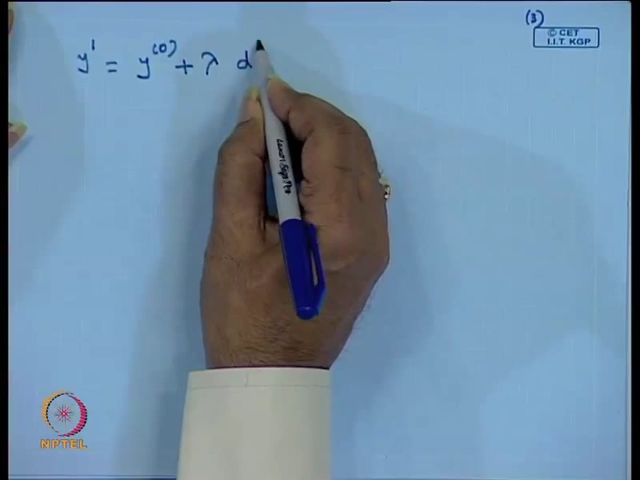 (3)
© CET
I.I.T. KGP
y' = y⁽⁰⁾ + λ d
NPTEL